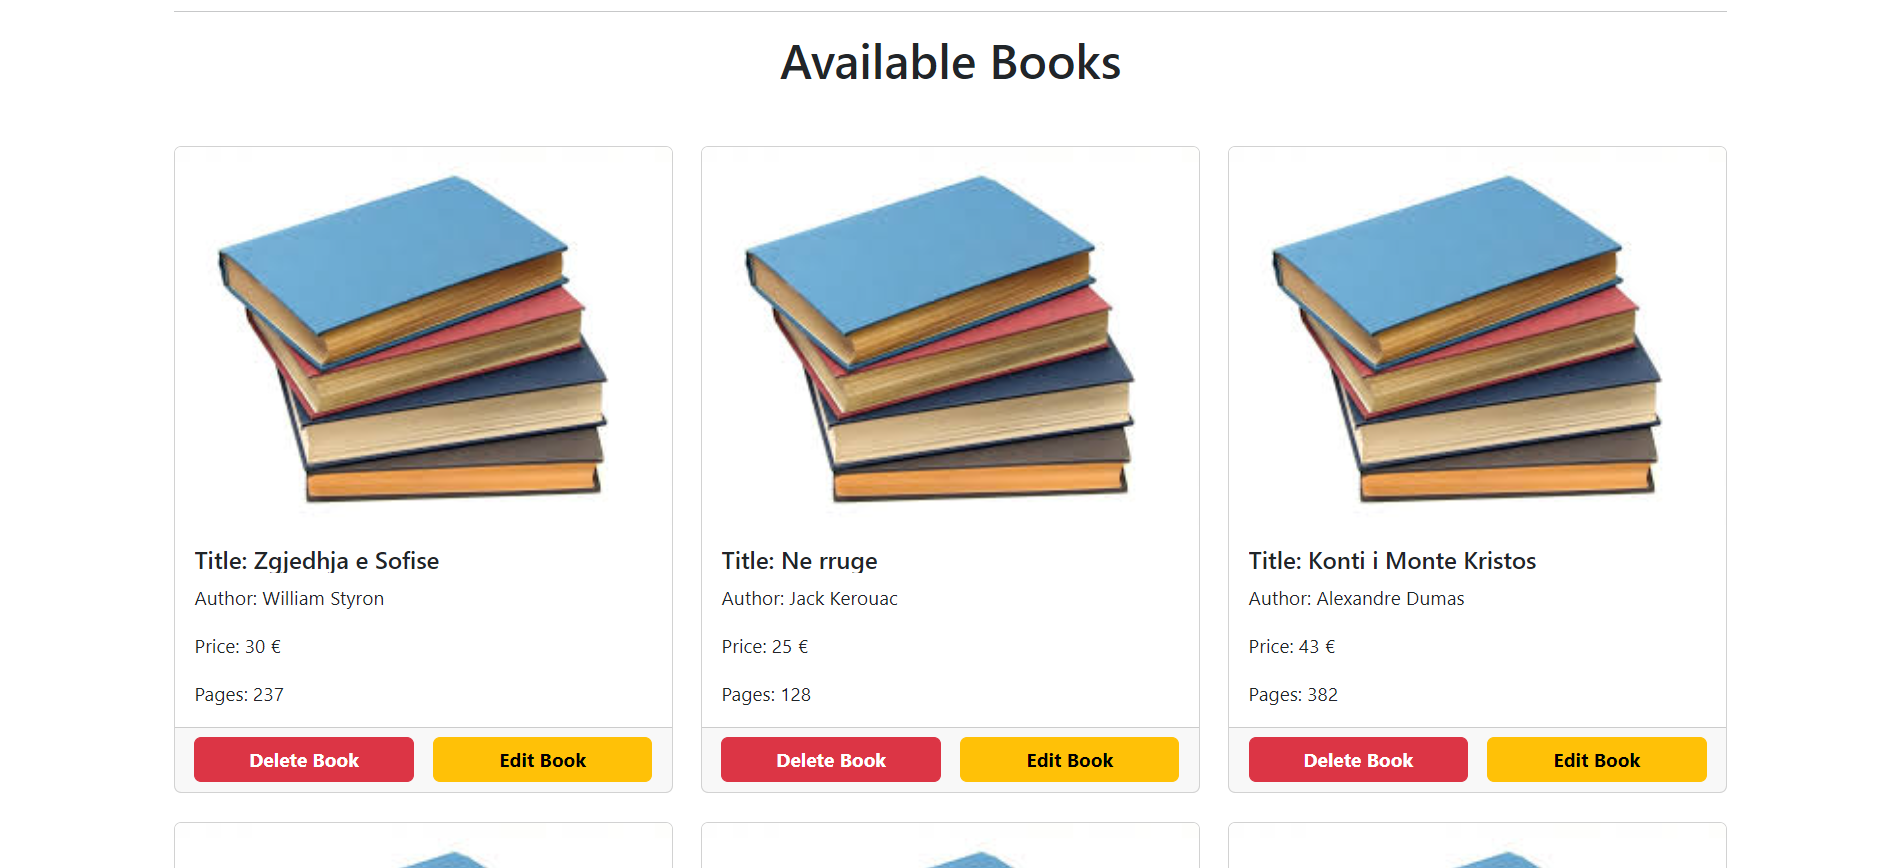 Available Books
Title: Zgjedhja e Sofise
Author: William Styron
Price: 30 €
Pages: 237
Delete Book
Edit Book
Title: Ne rruge
Author: Jack Kerouac
Price: 25 €
Pages: 128
Delete Book
Edit Book
Title: Konti i Monte Kristos
Author: Alexandre Dumas
Price: 43 €
Pages: 382
Delete Book
Edit Book